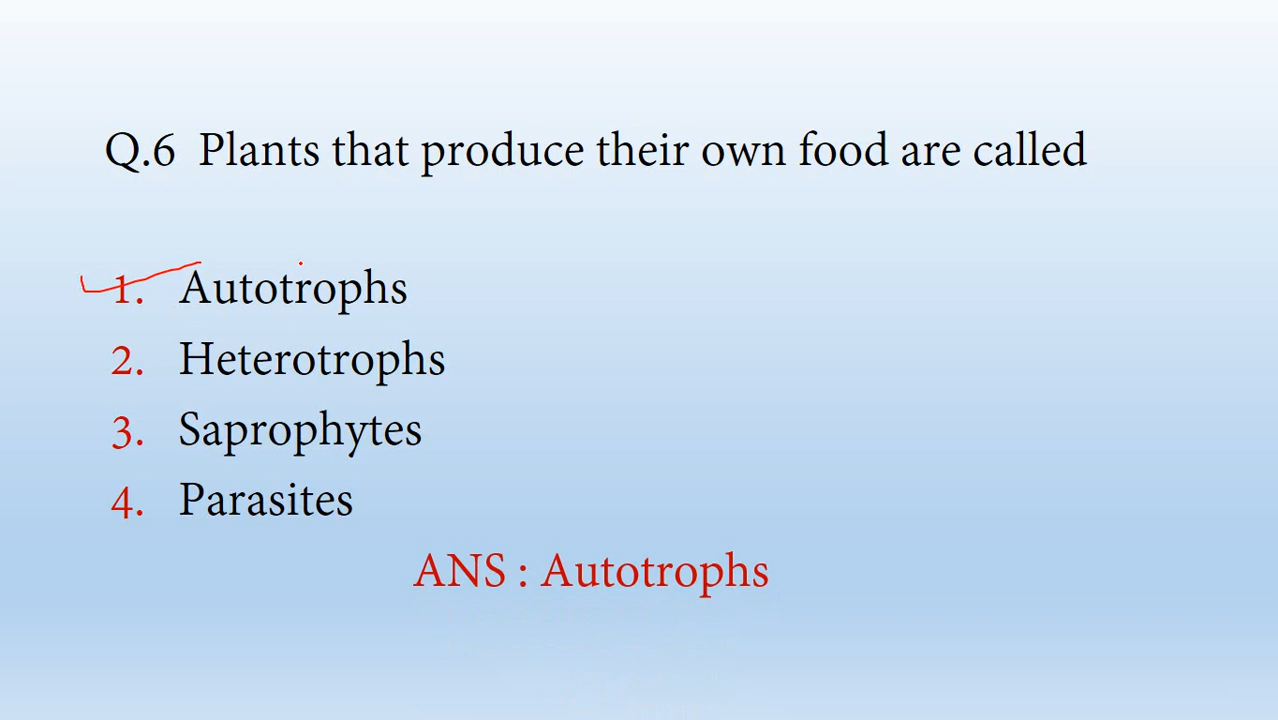 Q.6 Plants that produce their own food are called
1. Autotrophs
2. Heterotrophs
3. Saprophytes
4. Parasites
ANS : Autotrophs